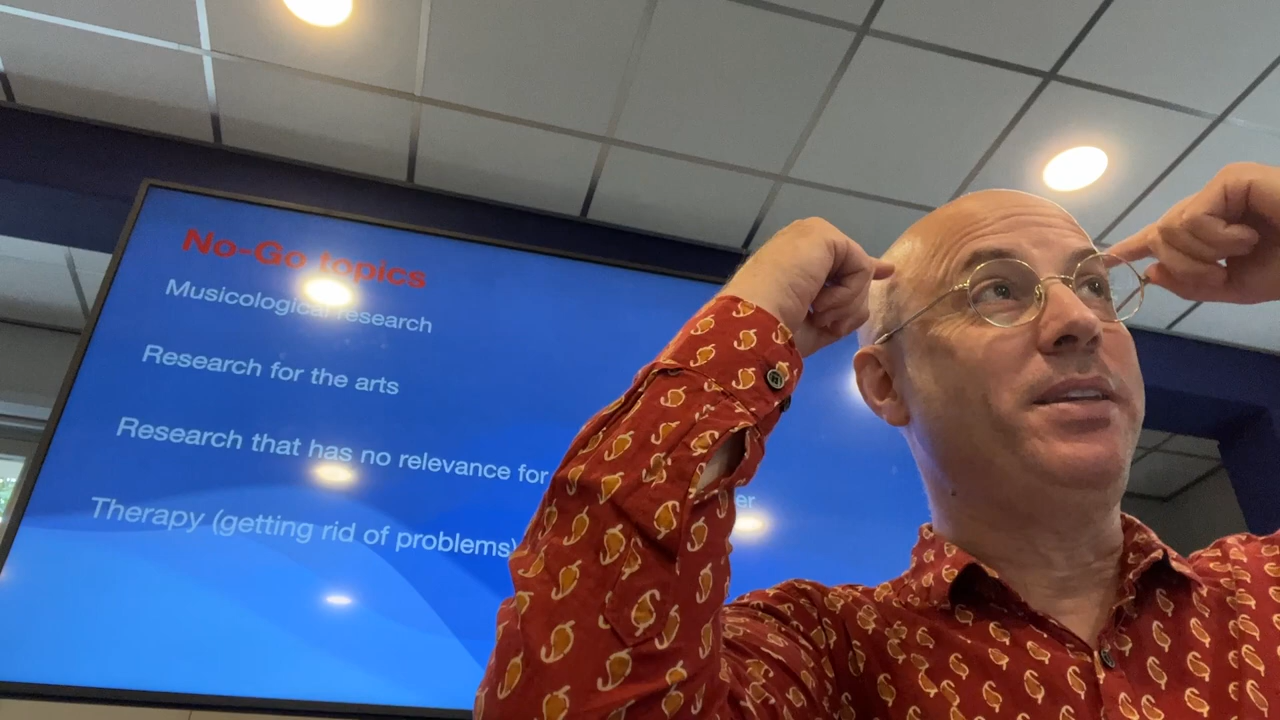 No-Go topics
Musicological research
Research for the arts
Research that has no relevance for
Therapy (getting rid of problems)